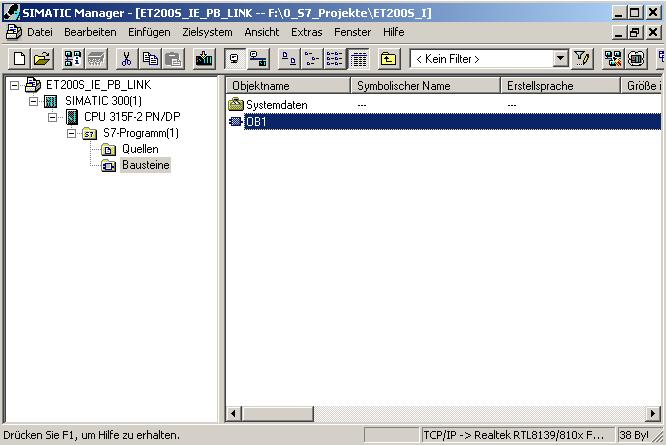 SIMATIC Manager - [ET200S_IE_PB_LINK -- F:\0_S7_Projekte\ET200S_I]
Datei Bearbeiten Einfügen Zielsystem Ansicht Extras Fenster Hilfe
< Kein Filter >
ET200S_IE_PB_LINK
SIMATIC 300(1)
CPU 315F-2 PN/DP
S7-Programm(1)
Quellen
Bausteine
Objektname Symbolischer Name Erstellsprache Größe i
Systemdaten --- ---
OB1
Drücken Sie F1, um Hilfe zu erhalten. TCP/IP -> Realtek RTL8139/810x F... 38 Byt